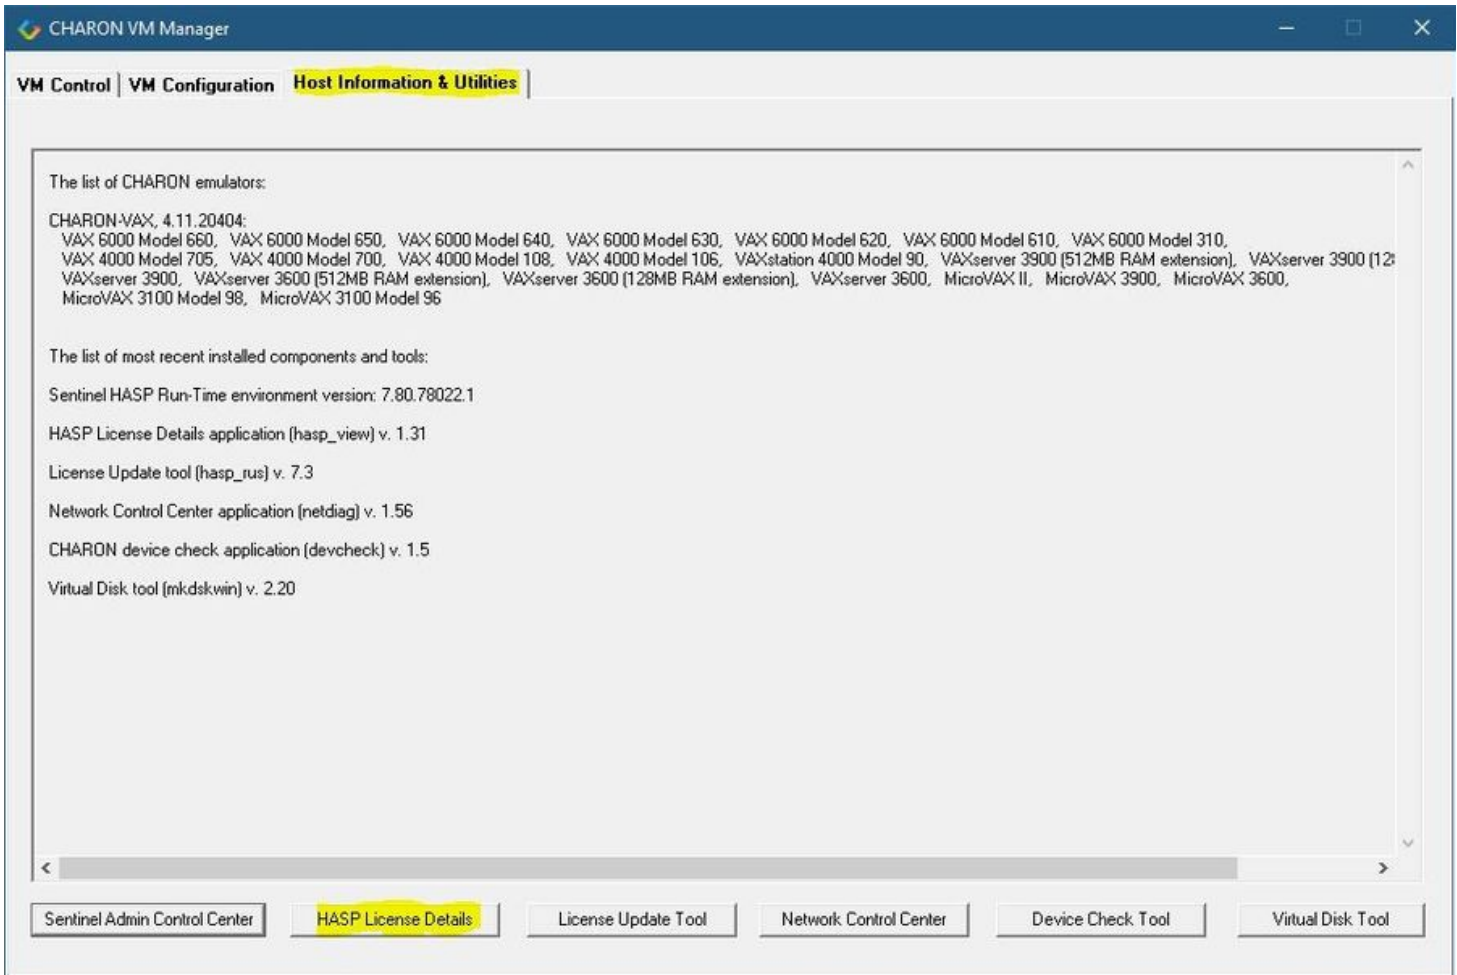 CHARON VM Manager
VM Control
VM Configuration
Host Information & Utilities
The list of CHARON emulators:
CHARON-VAX, 4.11.20404:
VAX 6000 Model 660, VAX 6000 Model 650, VAX 6000 Model 640, VAX 6000 Model 630, VAX 6000 Model 620, VAX 6000 Model 610, VAX 6000 Model 310,
VAX 4000 Model 705, VAX 4000 Model 700, VAX 4000 Model 108, VAX 4000 Model 106, VAXstation 4000 Model 90, VAXserver 3900 (512MB RAM extension), VAXserver 3900 (128
VAXserver 3900, VAXserver 3600 (512MB RAM extension), VAXserver 3600 (128MB RAM extension), VAXserver 3600, MicroVAX II, MicroVAX 3900, MicroVAX 3600,
MicroVAX 3100 Model 98, MicroVAX 3100 Model 96
The list of most recent installed components and tools:
Sentinel HASP Run-Time environment version: 7.80.78022.1
HASP License Details application (hasp_view) v. 1.31
License Update tool (hasp_rus) v. 7.3
Network Control Center application (netdiag) v. 1.56
CHARON device check application (devcheck) v. 1.5
Virtual Disk tool (mkdskwin) v. 2.20
Sentinel Admin Control Center
HASP License Details
License Update Tool
Network Control Center
Device Check Tool
Virtual Disk Tool